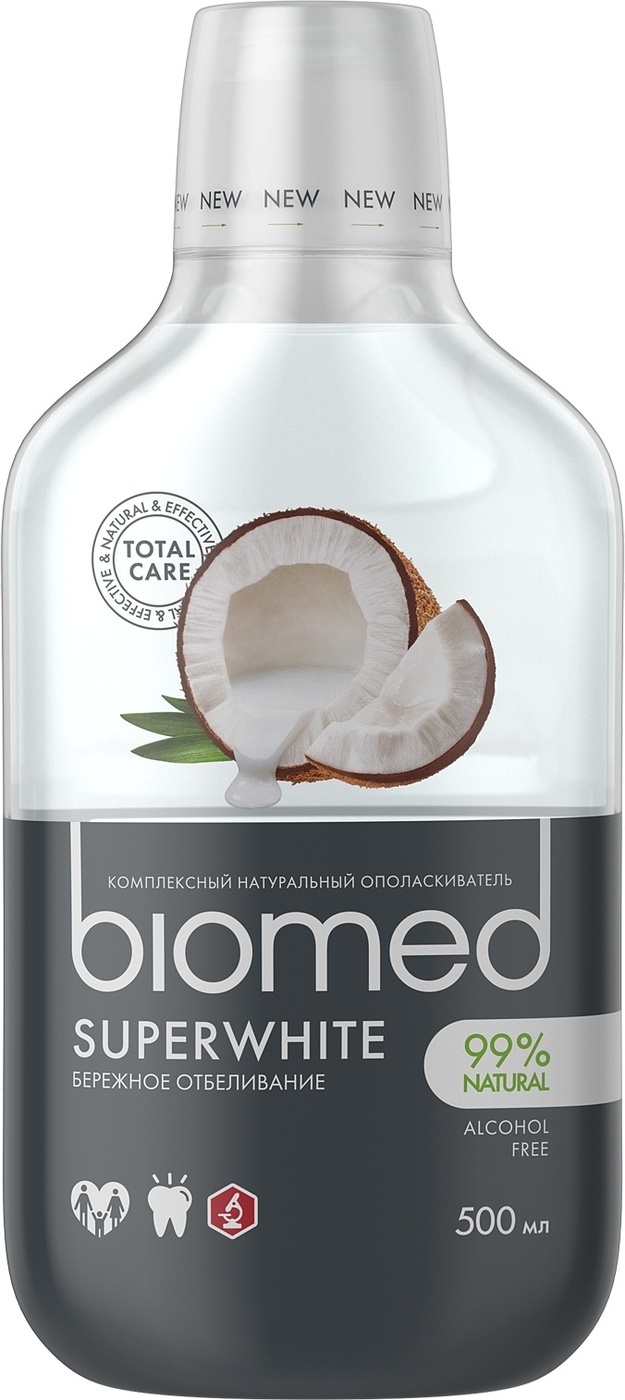 NEW NEW NEW NEW
NATURAL & EFFECTIVE
TOTAL
CARE
& EFFECTIVE &
КОМПЛЕКСНЫЙ НАТУРАЛЬНЫЙ ОПОЛАСКИВАТЕЛЬ
biomed
SUPERWHITE
БЕРЕЖНОЕ ОТБЕЛИВАНИЕ
99%
NATURAL
ALCOHOL
FREE
500 мл